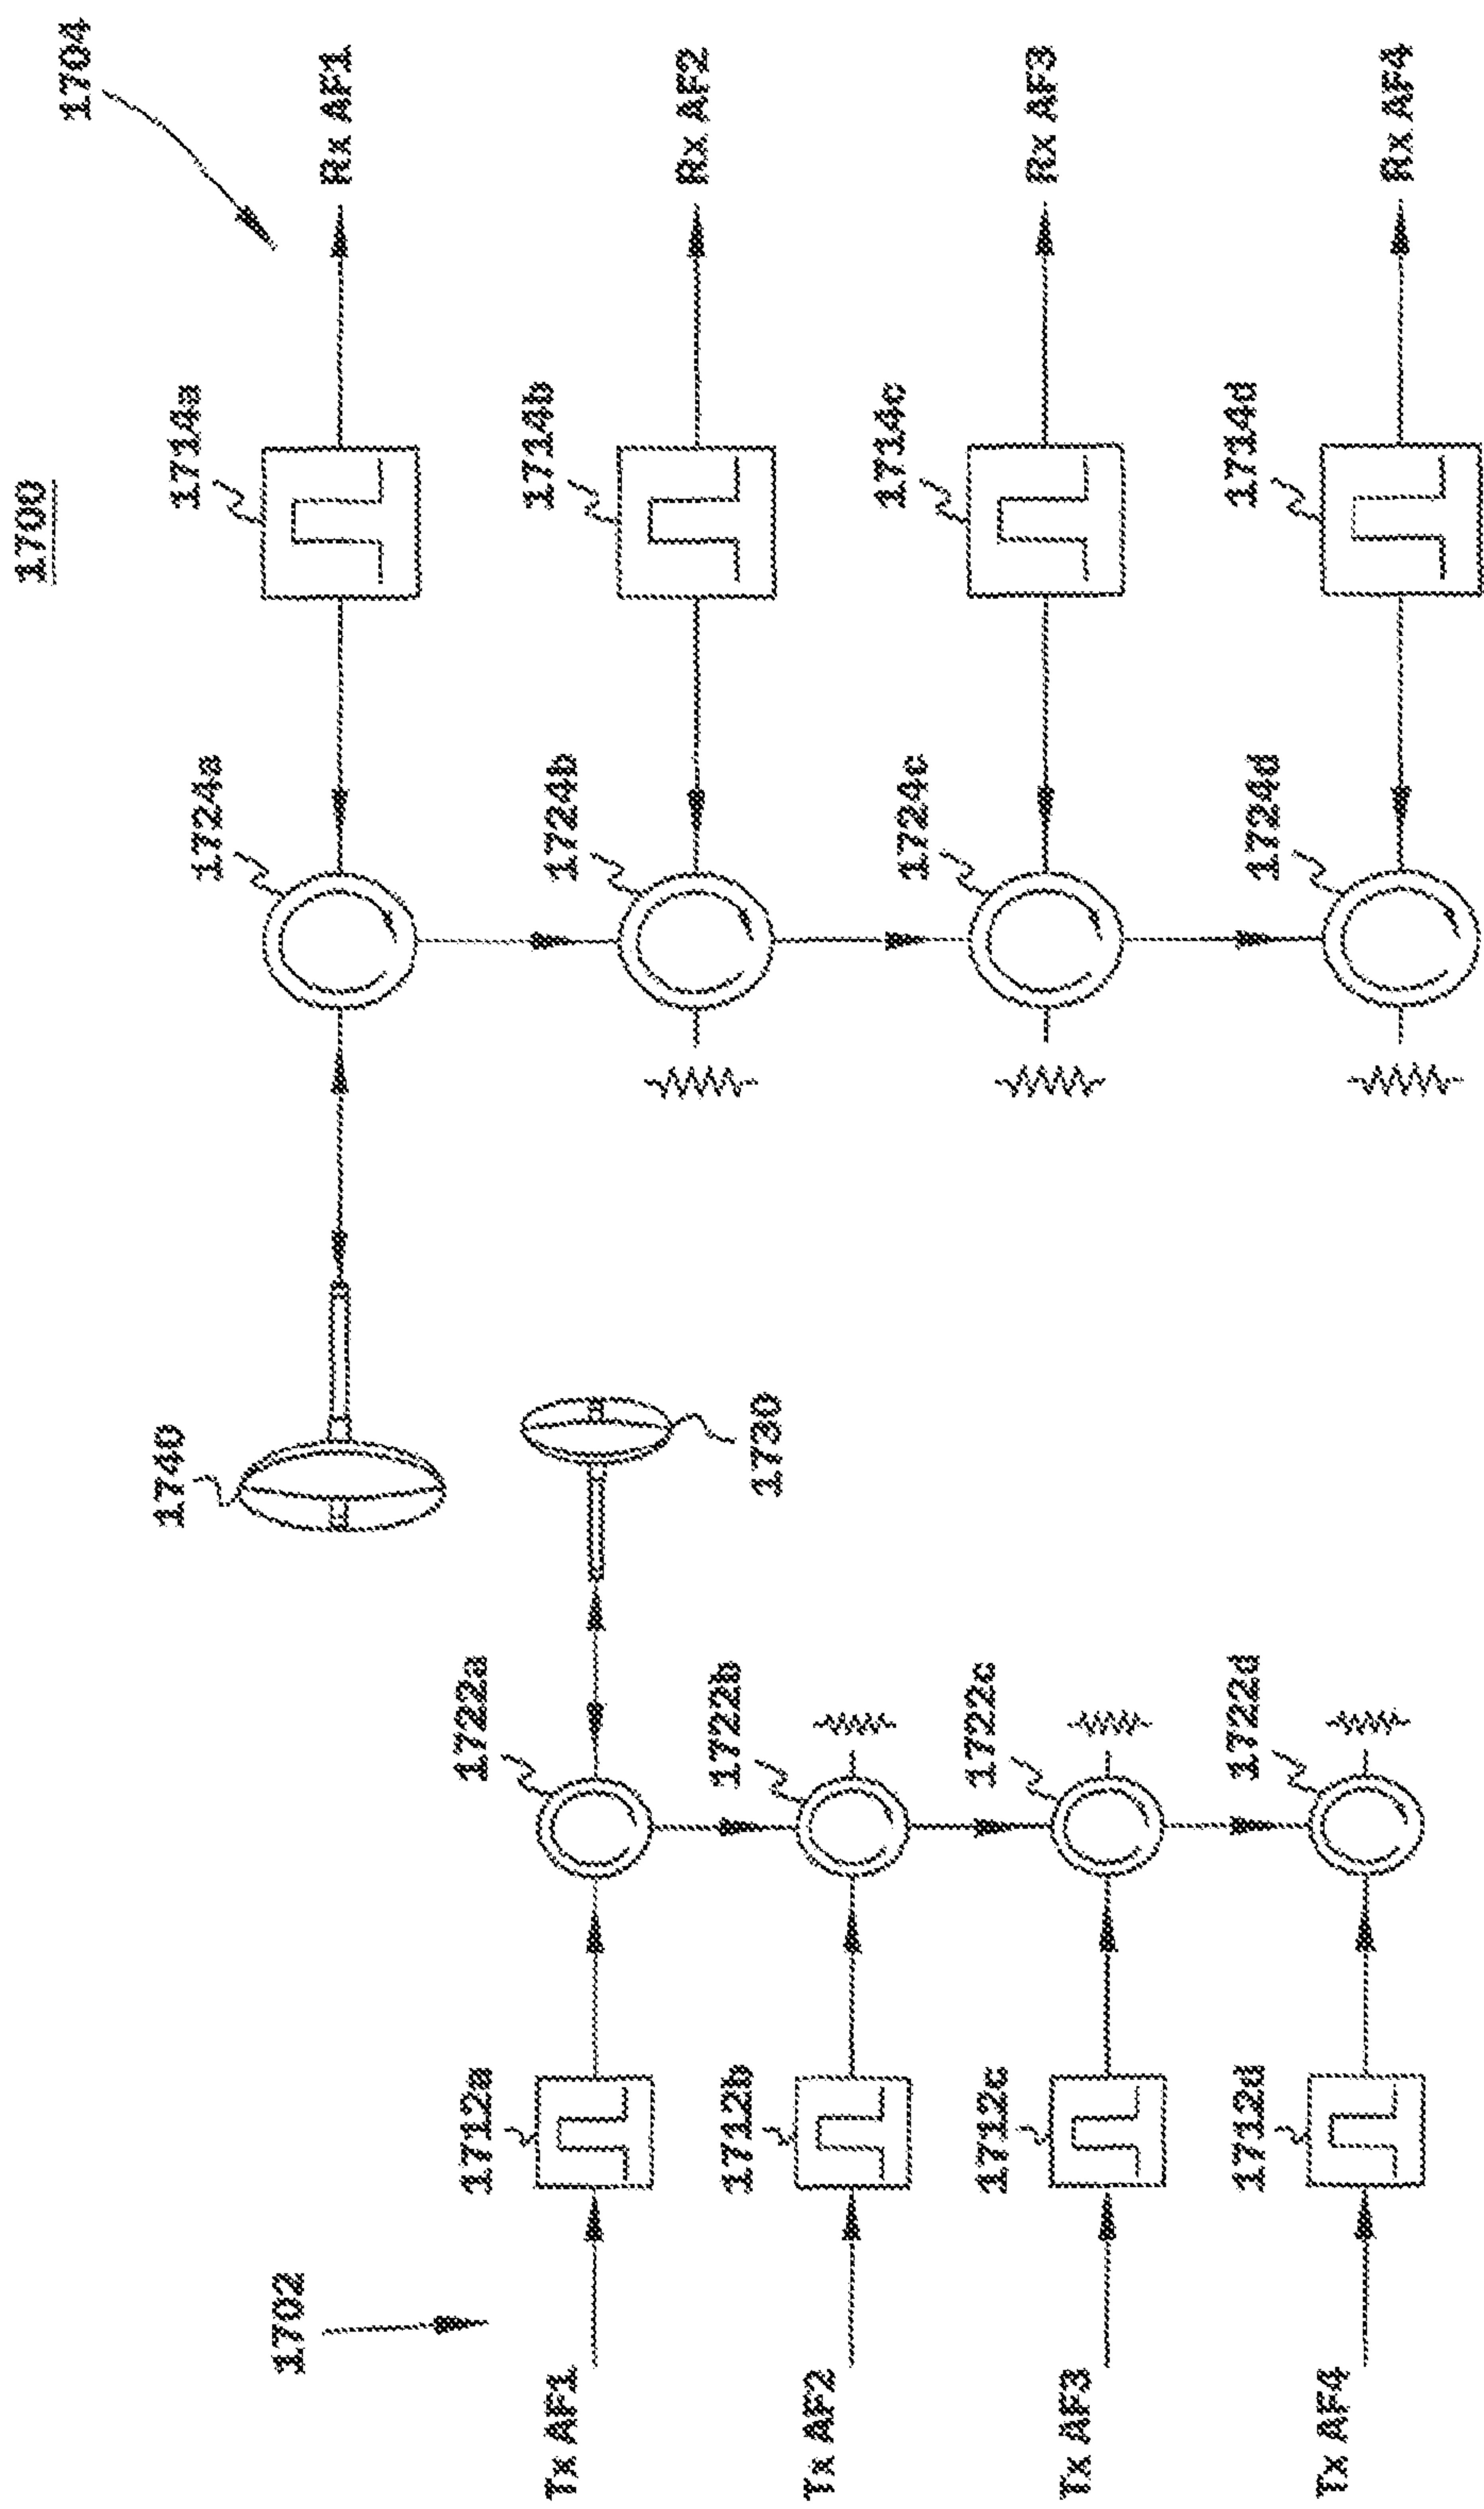 1700
1704
1740
1724a
1714a
Rx AF1
1724b
1714b
Rx AF2
1724c
1714c
Rx AF3
1724d
1714d
Rx AF4
1702
1730
Tx AF1
1712a
1722a
Tx AF2
1712b
1722b
Tx AF3
1712c
1722c
Tx AF4
1712d
1722d